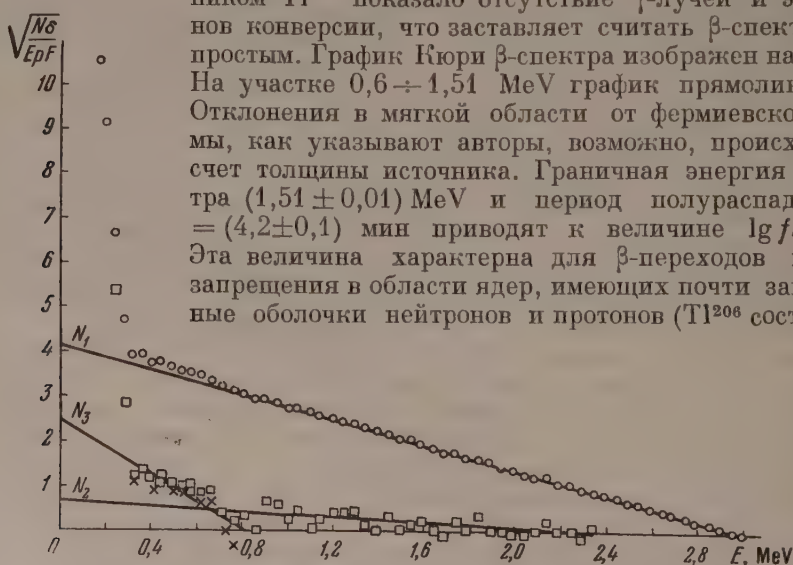 показало отсутствие γ-лучей и
нов конверсии, что заставляет считать β-спект
простым. График Кюри β-спектра изображен на
На участке 0,6÷1,51 MeV график прямолин
Отклонения в мягкой области от фермиевско
мы, как указывают авторы, возможно, происх
счет толщины источника. Граничная энергия
тра (1,51±0,01) MeV и период полураспад
= (4,2±0,1) мин приводят к величине lg f
Эта величина характерна для β-переходов
запрещения в области ядер, имеющих почти за
ные оболочки нейтронов и протонов (Tl²⁰⁶ сост
√Nб/EpF
10
9
8
7
6
5
4
3
2
1
N₁
N₃
N₂
0 0,4 0,8 1,2 1,6 2,0 2,4 2,8 E, MeV